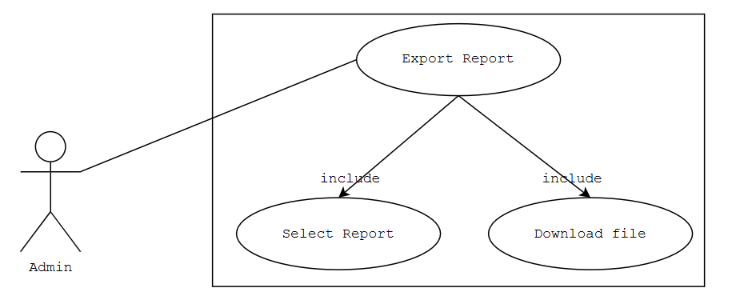 Export Report
include
include
Select Report
Download file
Admin